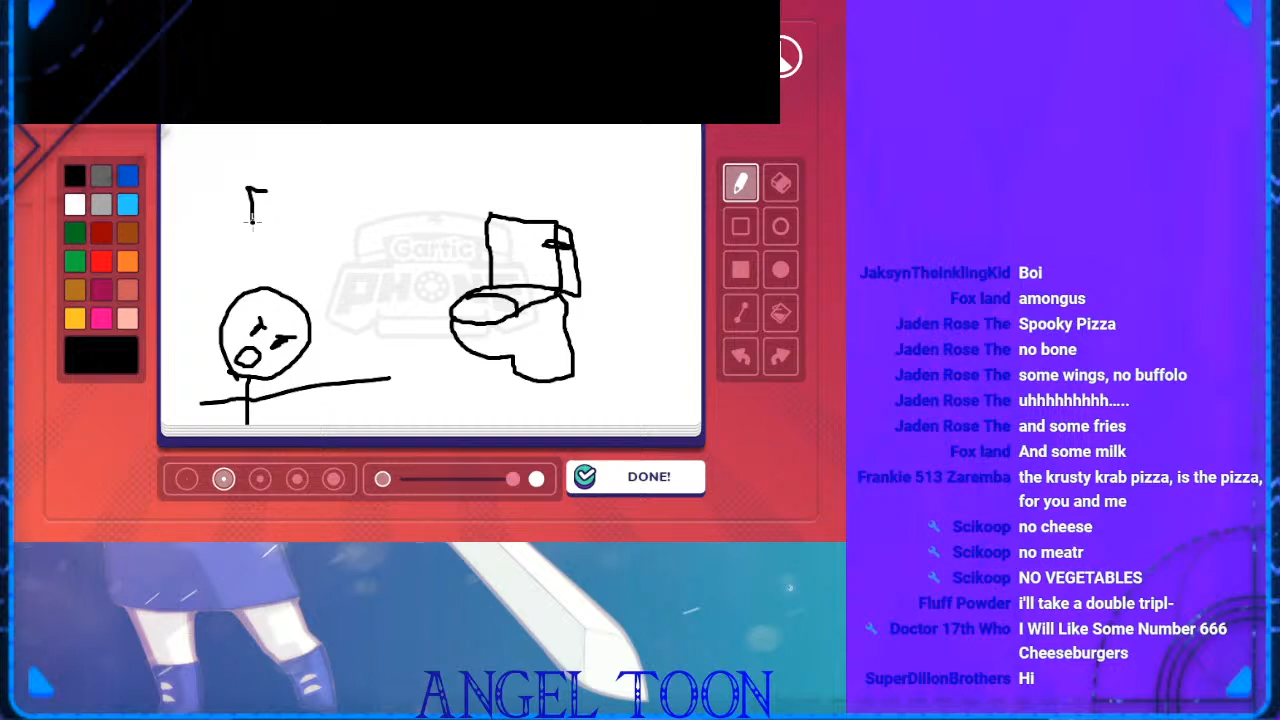 Gartic
PHONE
DONE!
JaksynTheInklingKid Boi
Fox land amongus
Jaden Rose The Spooky Pizza
Jaden Rose The no bone
Jaden Rose The some wings, no buffolo
Jaden Rose The uhhhhhhhhh.....
Jaden Rose The and some fries
Fox land And some milk
Frankie 513 Zaremba the krusty krab pizza, is the pizza,
for you and me
Scikoop no cheese
Scikoop no meatr
Scikoop NO VEGETABLES
Fluff Powder i'll take a double tripl-
Doctor 17th Who I Will Like Some Number 666
Cheeseburgers
SuperDillonBrothers Hi
ANGEL TOON